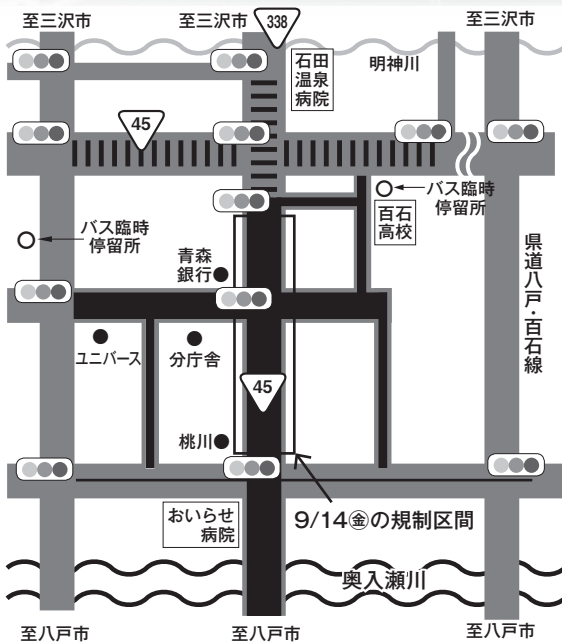 至三沢市
至三沢市
至三沢市
338
石田
温泉
病院
明神川
45
バス臨時
停留所
百石
高校
バス臨時
停留所
青森
銀行
県道八戸・百石線
ユニバース
分庁舎
45
桃川
おいらせ
病院
9/14㊎の規制区間
奥入瀬川
至八戸市
至八戸市
至八戸市